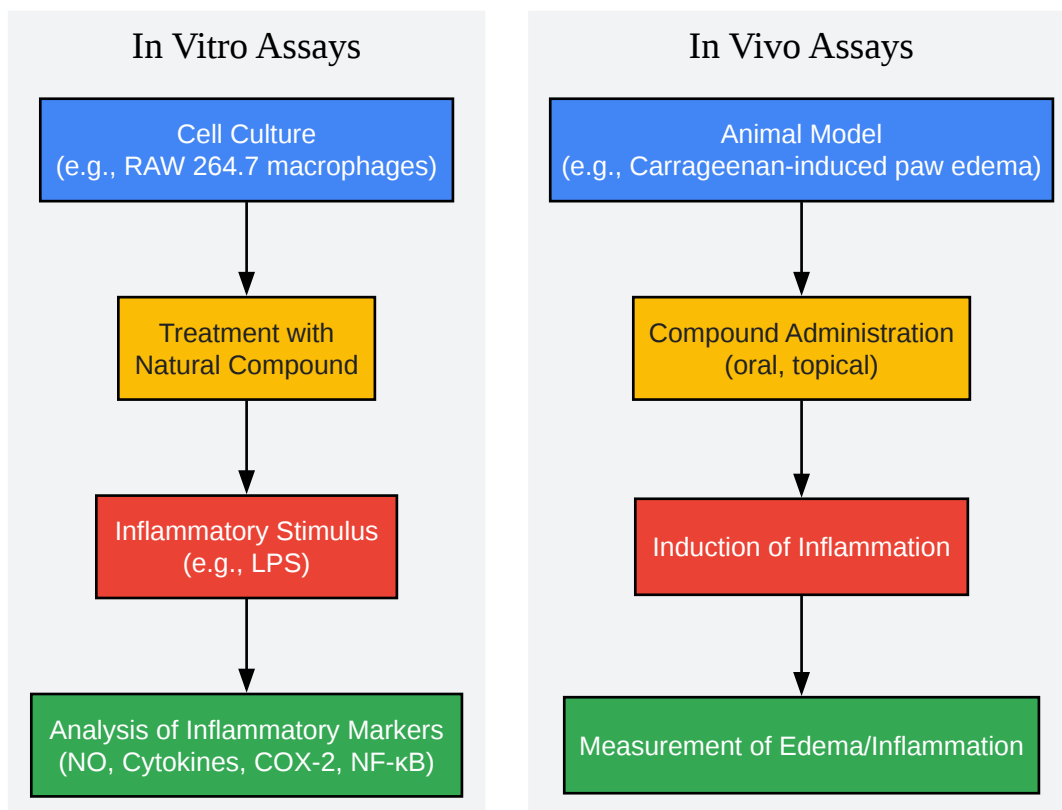 In Vitro Assays
Cell Culture
(e.g., RAW 264.7 macrophages)
Treatment with
Natural Compound
Inflammatory Stimulus
(e.g., LPS)
Analysis of Inflammatory Markers
(NO, Cytokines, COX-2, NF-κB)
In Vivo Assays
Animal Model
(e.g., Carrageenan-induced paw edema)
Compound Administration
(oral, topical)
Induction of Inflammation
Measurement of Edema/Inflammation